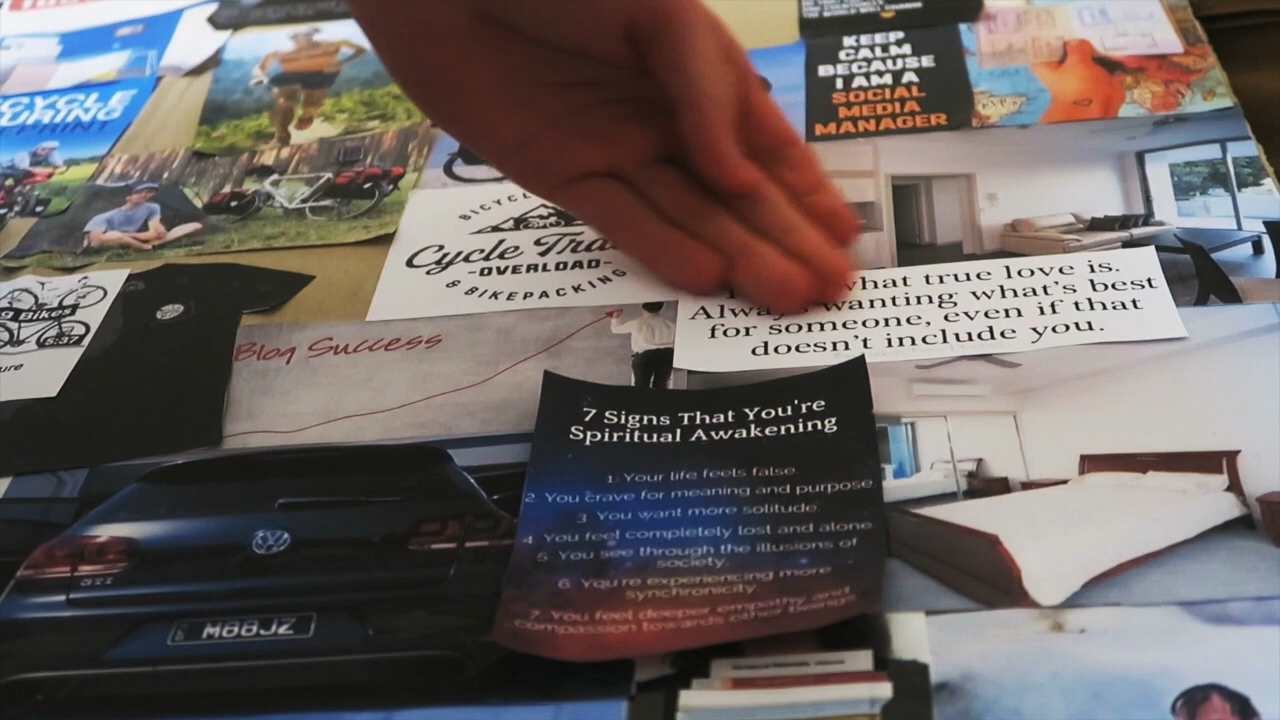 KEEP
CALM
BECAUSE
I AM A
SOCIAL
MEDIA
MANAGER
BICYCLE
Cycle
-OVERLOAD-
& BIKEPACKING
what true love is.
Always wanting what's best
for someone, even if that
doesn't include you.
Bikes
Blog Success
7 Signs That You're
Spiritual Awakening
1. Your life feels false.
2. You crave for meaning and purpose.
3. You want more solitude.
4. You feel completely lost and alone.
5. You see through the illusions of
society.
6. You're experiencing more
synchronicity
7. You feel deeper empathy and
compassion towards other beings
GTI
M88JZ